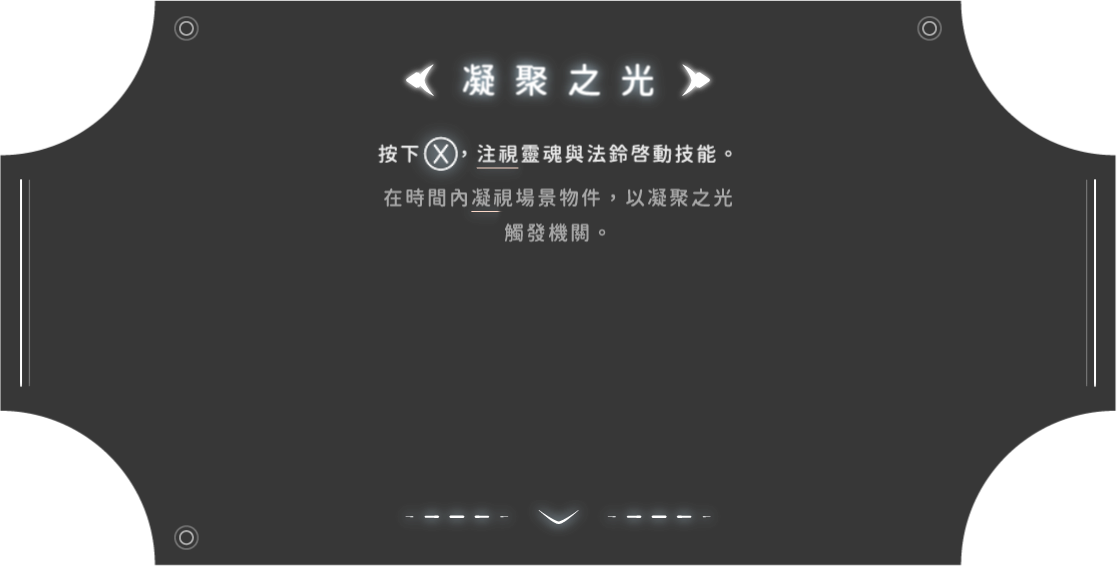 凝聚之光
按下Ⓧ，注視靈魂與法鈴啓動技能。
在時間內凝視場景物件，以凝聚之光
觸發機關。